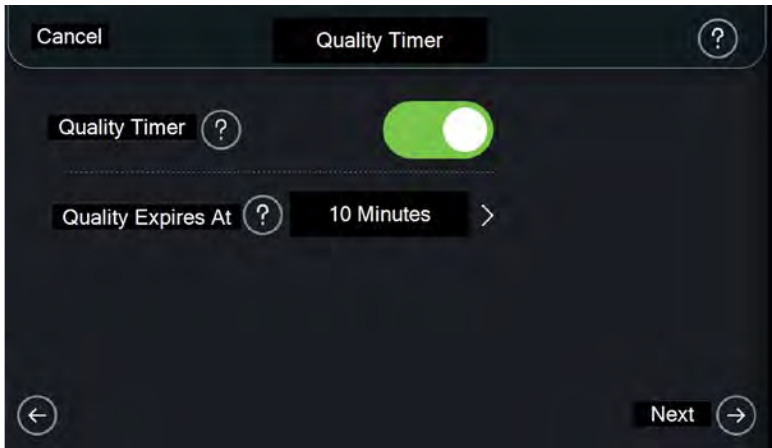 Cancel
Quality Timer
?
Quality Timer ?
Quality Expires At ? 10 Minutes >
Next